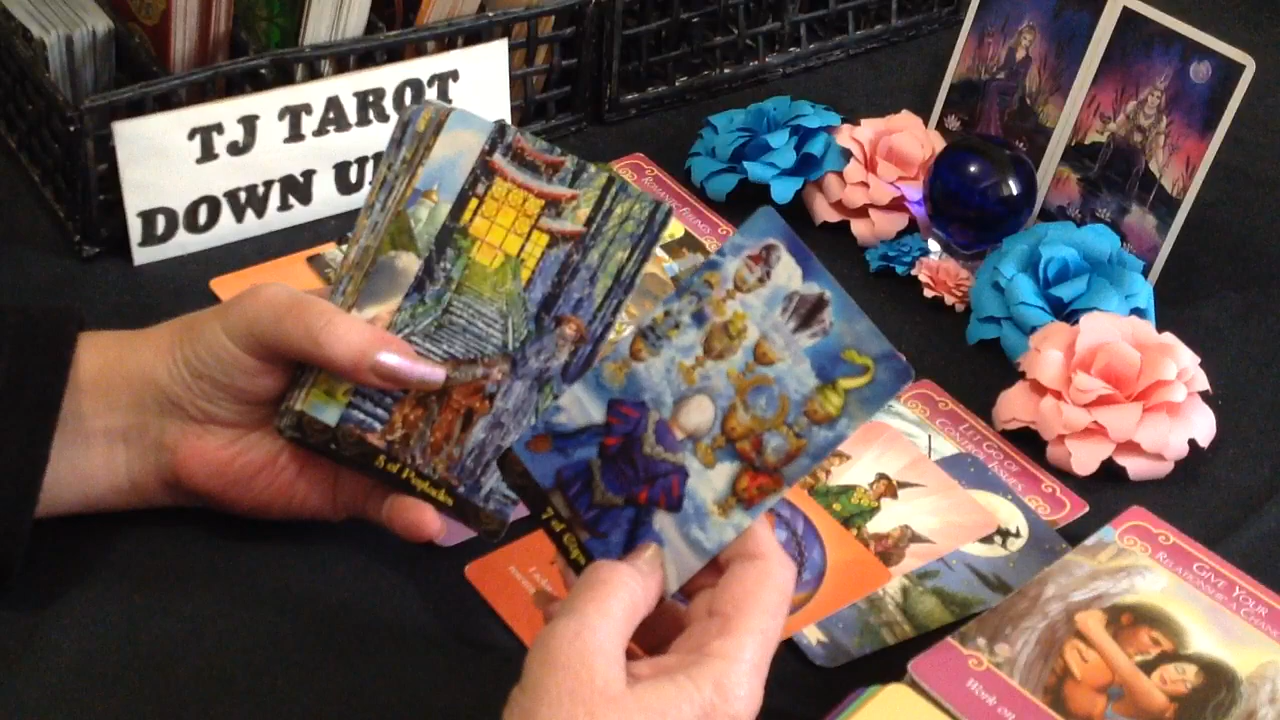 TJ TAROT
DOWN U
ROMANTIC FEELINGS
5 of Pentacles
7 of Cups
LET GO OF
CONTROL ISSUES
GIVE YOUR
RELATIONSHIP A CHAN
Work on